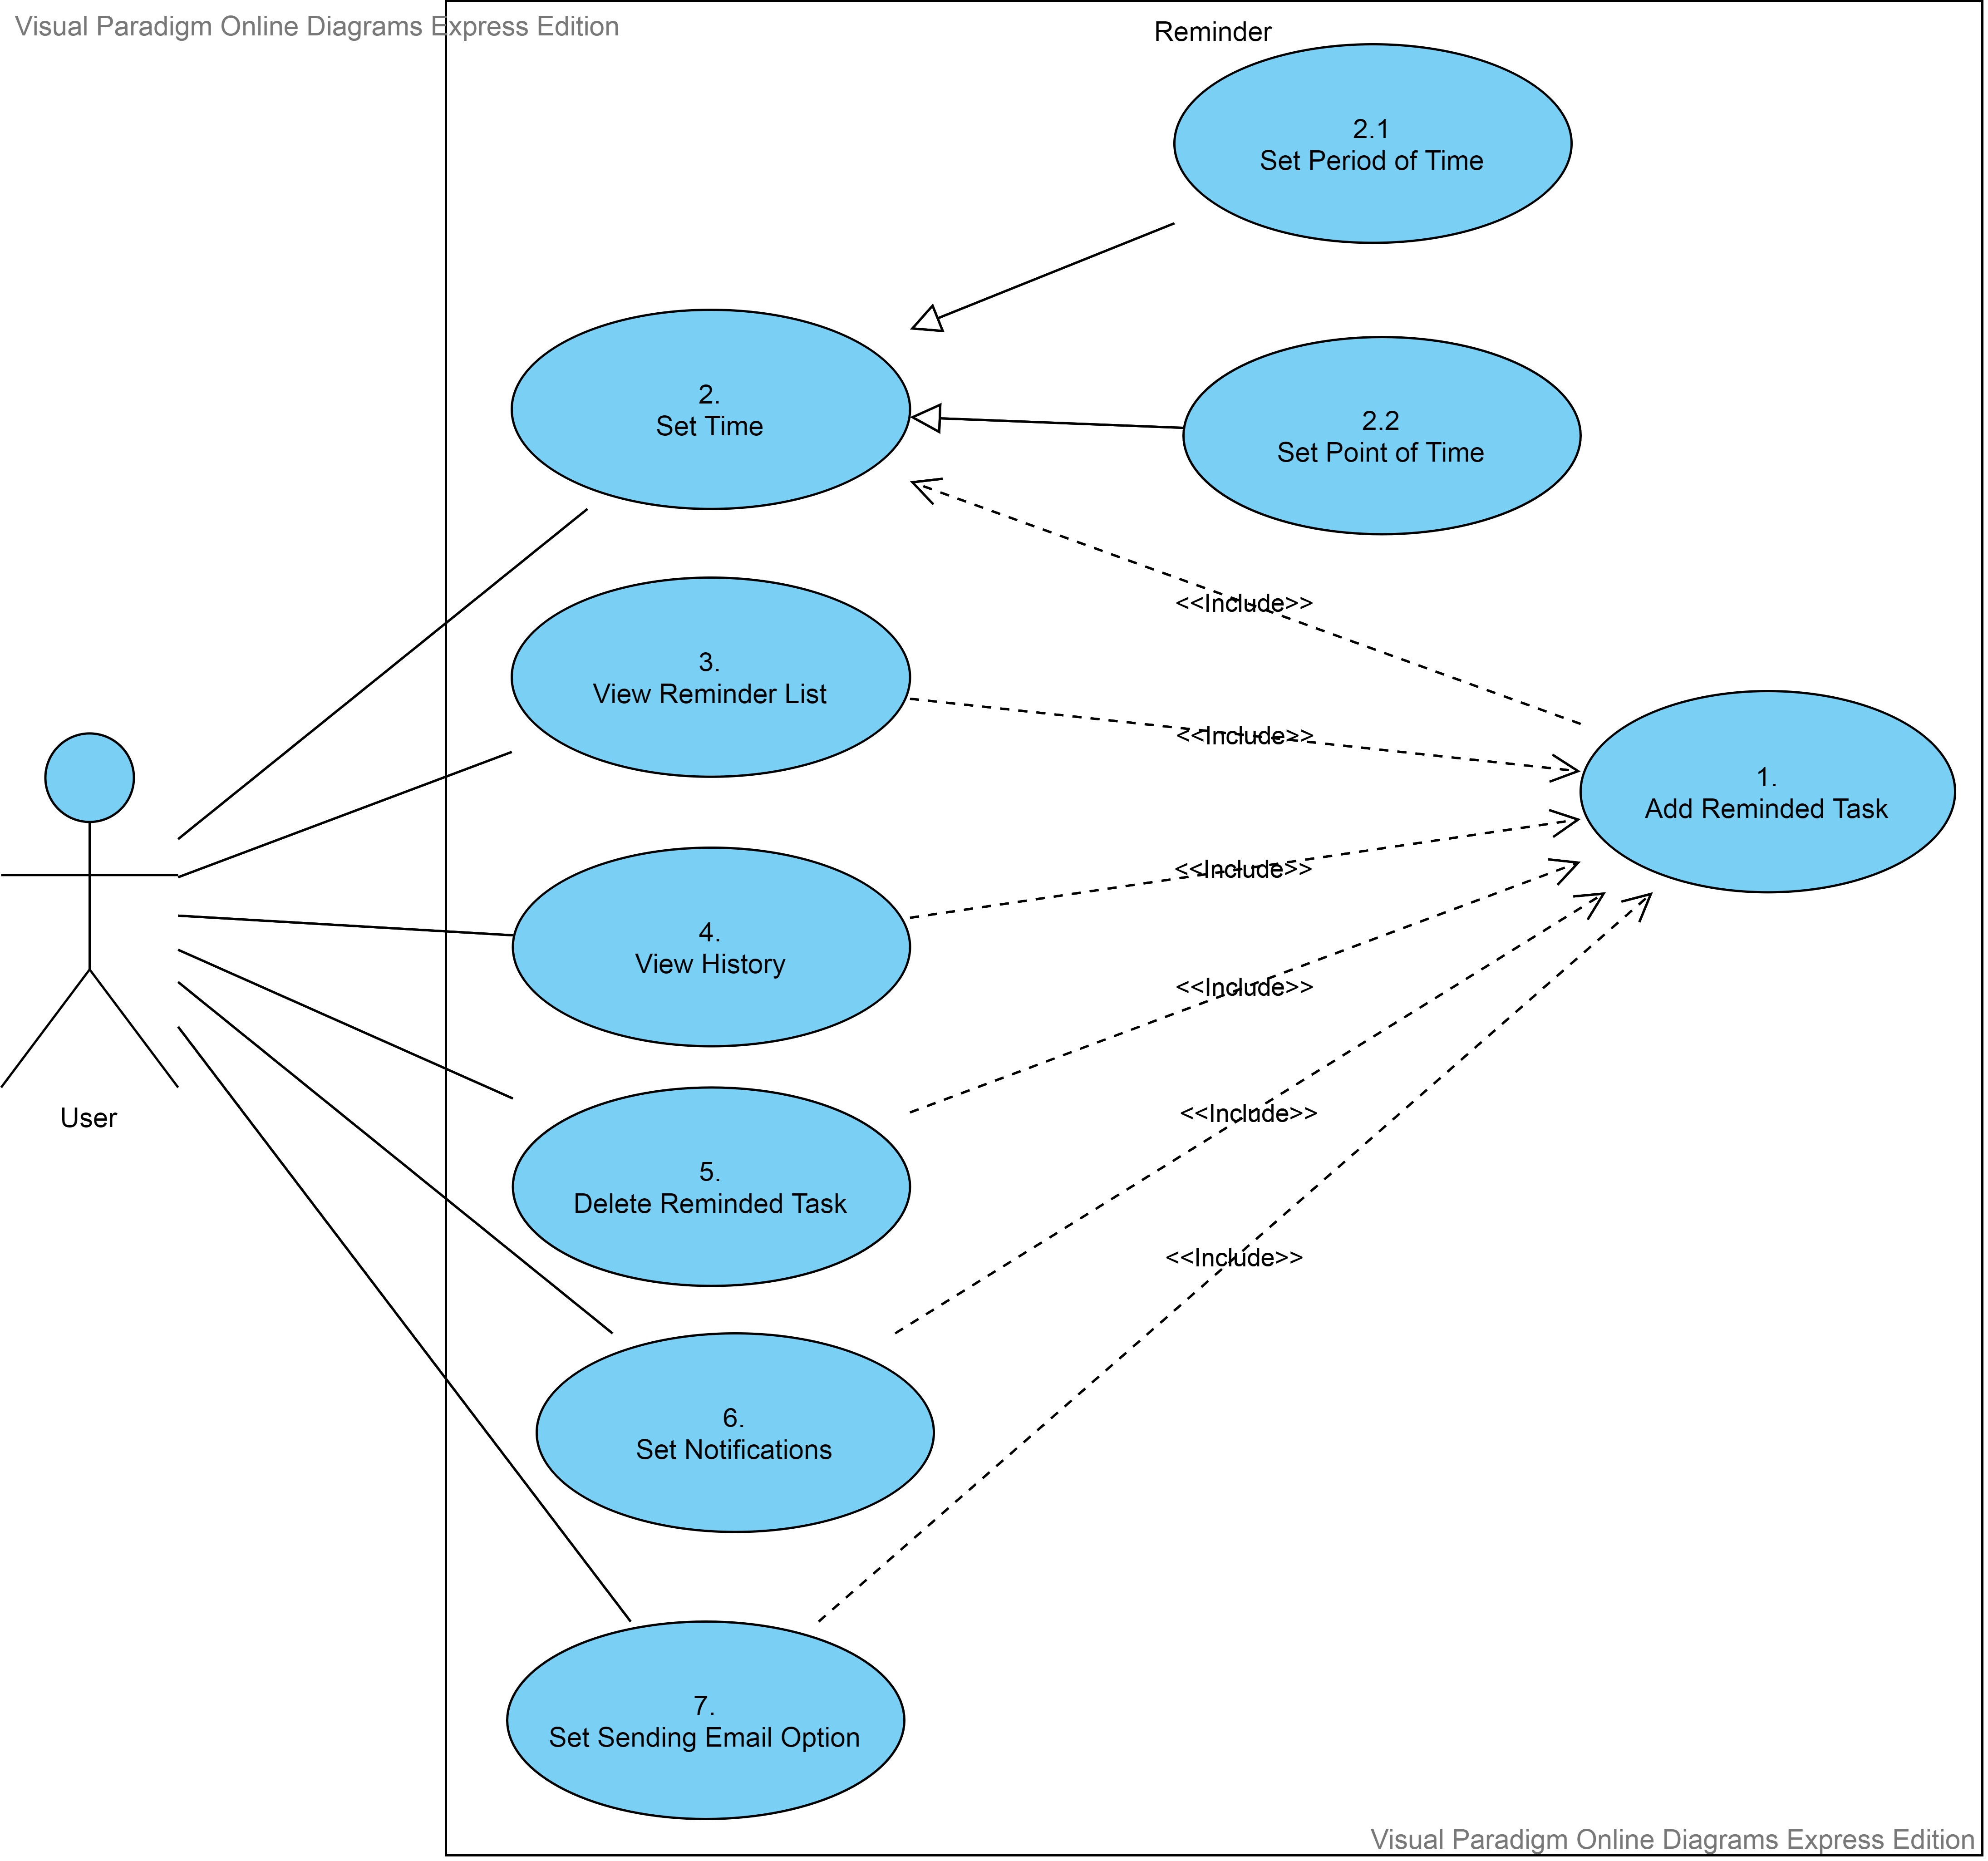 Visual Paradigm Online Diagrams Express Edition
Reminder
2.1
Set Period of Time
2.
Set Time
2.2
Set Point of Time
<<Include>>
3.
View Reminder List
<<Include>>
1.
Add Reminded Task
<<Include>>
4.
View History
<<Include>>
User
<<Include>>
5.
Delete Reminded Task
<<Include>>
6.
Set Notifications
7.
Set Sending Email Option
Visual Paradigm Online Diagrams Express Edition